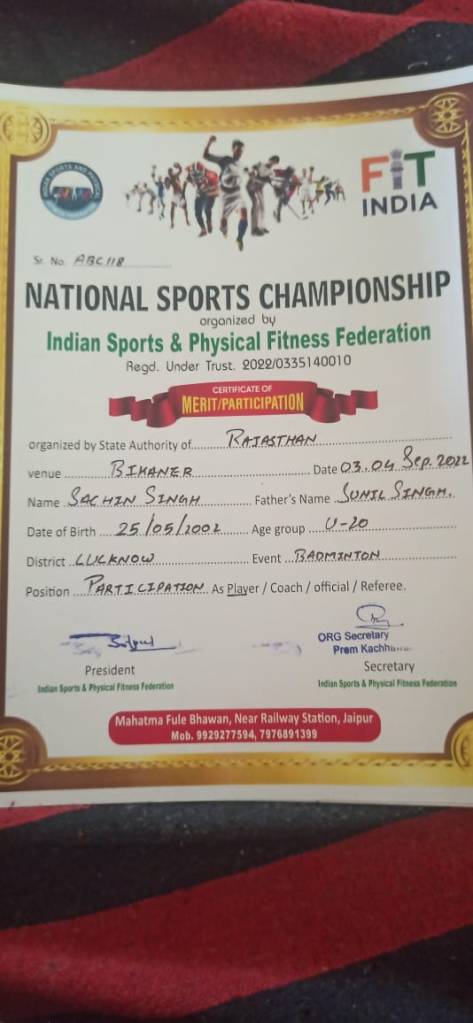 FIT
INDIA
Sr. No. ABC118
NATIONAL SPORTS CHAMPIONSHIP
organized by
Indian Sports & Physical Fitness Federation
Regd. Under Trust. 2022/0335140010
CERTIFICATE OF
MERIT/PARTICIPATION
organized by State Authority of RAJASTHAN
venue BIKANER Date 03.04 Sep. 2022
Name SACHIN SINGH Father's Name SUNIL SINGH.
Date of Birth 25/05/2002 Age group U-20
District LUCKNOW Event BADMINTON
Position PARTICIPATION As Player / Coach / official / Referee.
ORG Secretary
Prem
President Secretary
Indian Sports & Physical Fitness Federation Indian Sports & Physical Fitness Federation
Mahatma Fule Bhawan, Near Railway Station, Jaipur
Mob. 9929277594, 7976891399